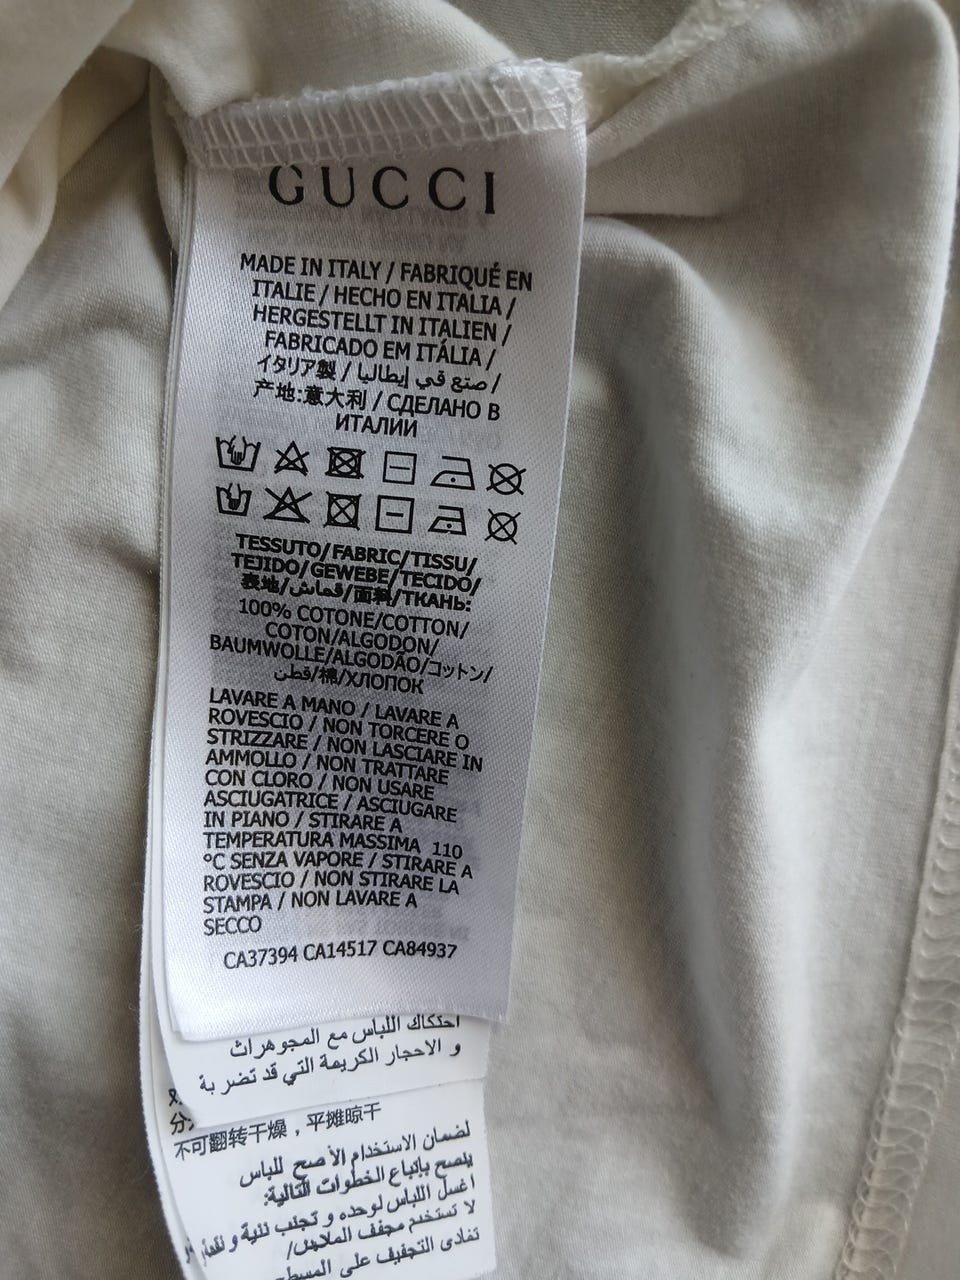 GUCCI
MADE IN ITALY / FABRIQUÉ EN
ITALIE / HECHO EN ITALIA /
HERGESTELLT IN ITALIEN /
FABRICADO EM ITÁLIA /
イタリア製 / صنع في إيطاليا /
产地:意大利 / СДЕЛАНО В
ИТАЛИИ
TESSUTO/FABRIC/TISSU/
TEJIDO/GEWEBE/TECIDO/
表地/قماش/面料/ТКАНЬ:
100% COTONE/COTTON/
COTON/ALGODON/
BAUMWOLLE/ALGODÃO/コットン/
قطن/棉/ХЛОПОК
LAVARE A MANO / LAVARE A
ROVESCIO / NON TORCERE O
STRIZZARE / NON LASCIARE IN
AMMOLLO / NON TRATTARE
CON CLORO / NON USARE
ASCIUGATRICE / ASCIUGARE
IN PIANO / STIRARE A
TEMPERATURA MASSIMA 110
°C SENZA VAPORE / STIRARE A
ROVESCIO / NON STIRARE LA
STAMPA / NON LAVARE A
SECCO
CA37394 CA14517 CA84937
احتكاك اللباس مع المجوهرات
و الاحجار الكريمة التي قد تضر بة
不可翻转干燥，平摊晾干
لضمان الاستخدام الأصح للباس
ينصح بإتباع الخطوات التالية:
اغسل اللباس لوحده و تجنب ثنية و
لا تستخدم مجفف الملابس/
تفادى التجفيف على